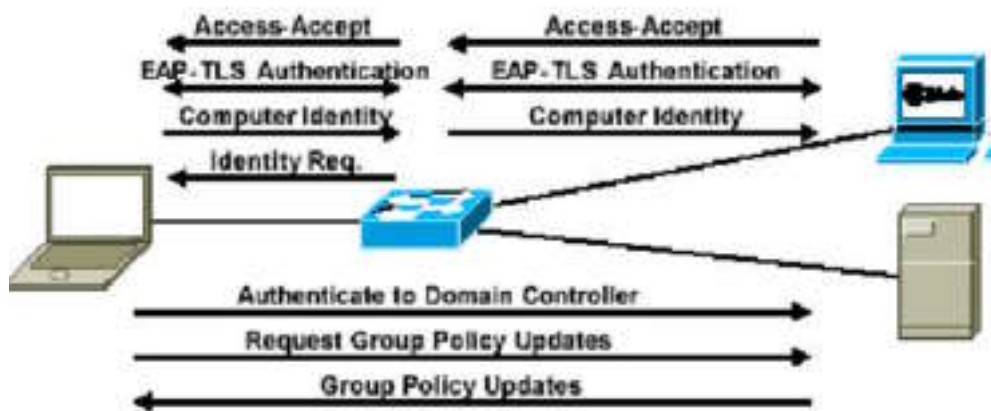 Access-Accept Access-Accept
EAP-TLS Authentication EAP-TLS Authentication
Computer Identity Computer Identity
Identity Req.
Authenticate to Domain Controller
Request Group Policy Updates
Group Policy Updates